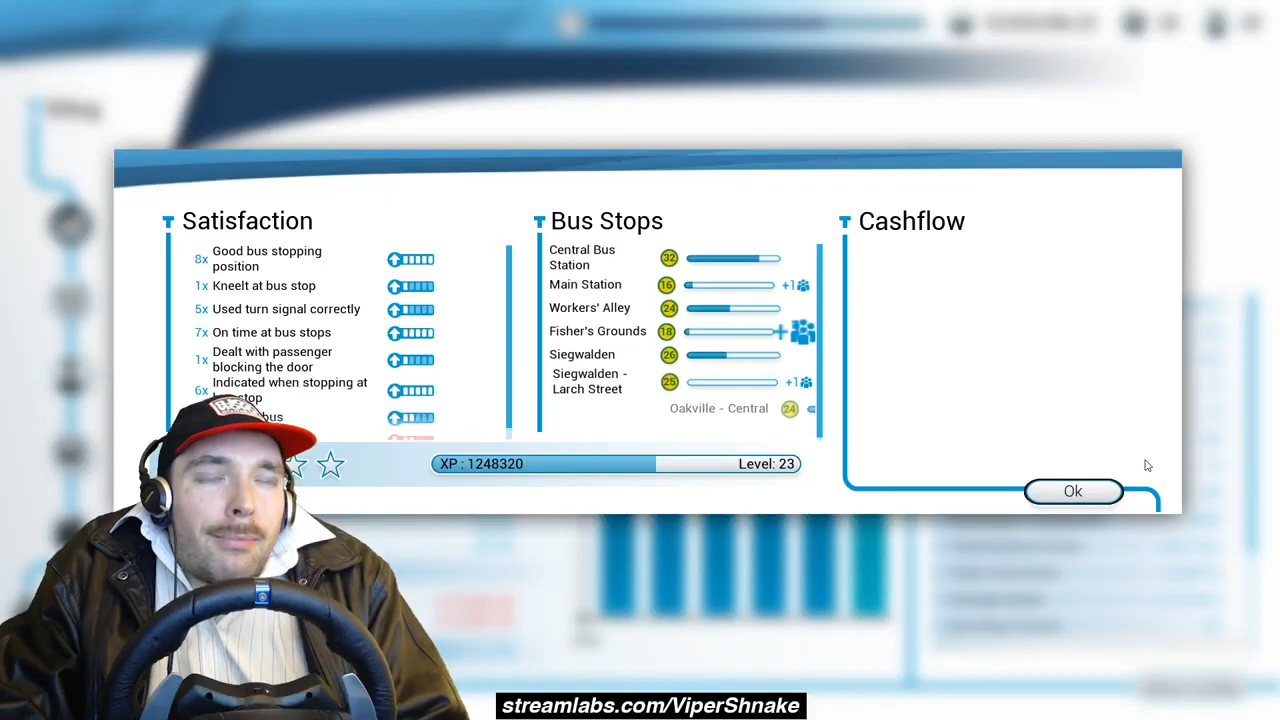 Satisfaction
8x Good bus stopping
position
1x Kneelt at bus stop
5x Used turn signal correctly
7x On time at bus stops
1x Dealt with passenger
blocking the door
6x Indicated when stopping at
stop
bus
XP : 1248320
Level: 23
Bus Stops
Central Bus
Station 32
Main Station 16 +1
Workers' Alley 24
Fisher's Grounds 18 +
Siegwalden 26
Siegwalden -
Larch Street 25 +1
Oakville - Central 24
Cashflow
Ok
streamlabs.com/ViperShnake